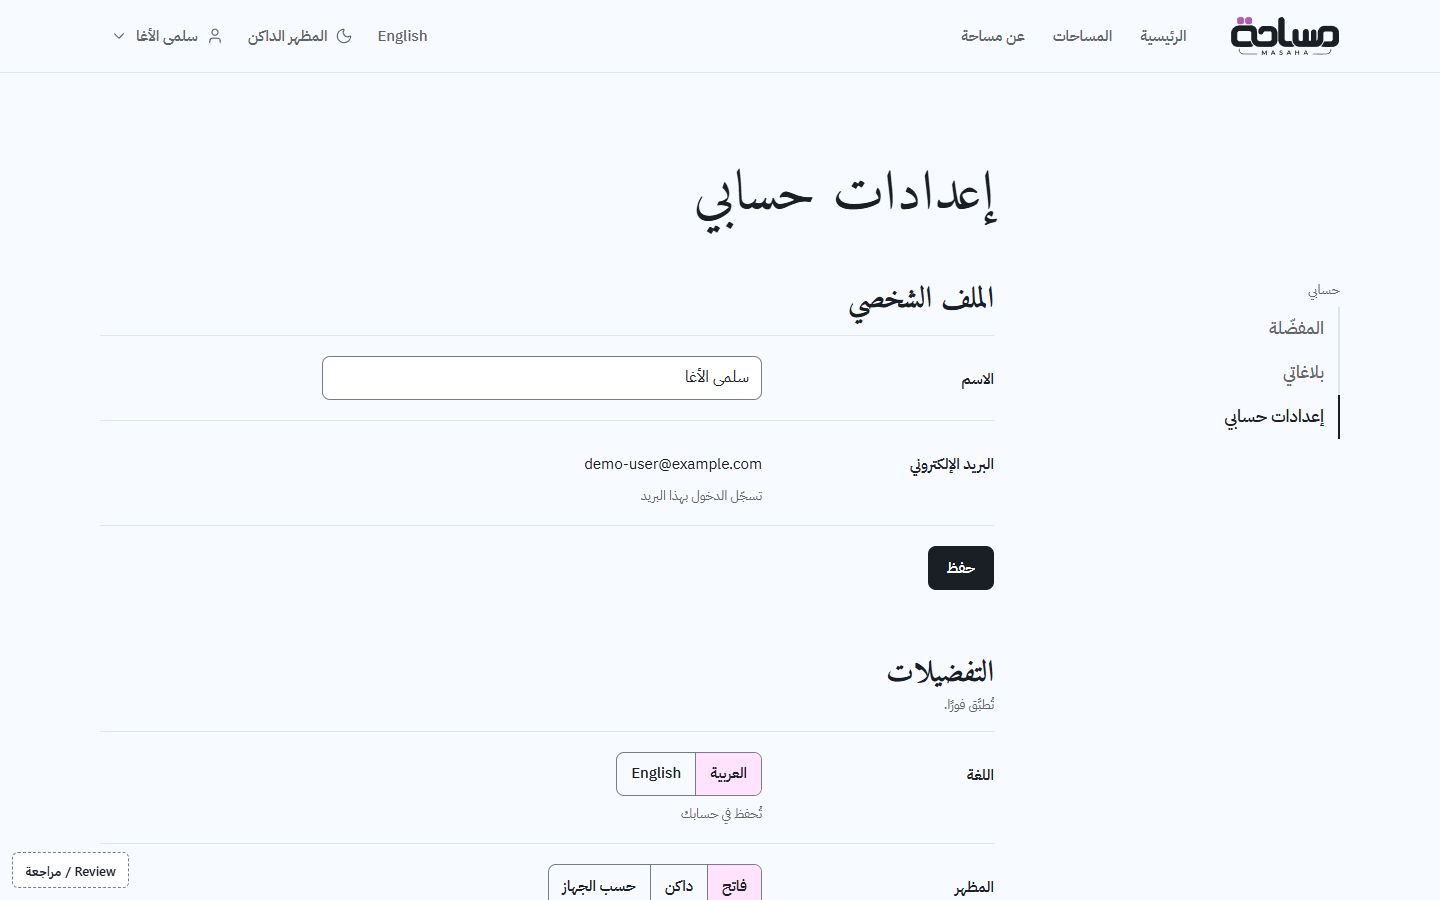 مساحة
MASAHA
الرئيسية
المساحات
عن مساحة
English
المظهر الداكن
سلمى الأغا
إعدادات حسابي
حسابي
المفضّلة
بلاغاتي
إعدادات حسابي
الملف الشخصي
الاسم
سلمى الأغا
البريد الإلكتروني
demo-user@example.com
تسجّل الدخول بهذا البريد
حفظ
التفضيلات
تُطبَّق فورًا.
اللغة
العربية
English
تُحفظ في حسابك
المظهر
فاتح
داكن
حسب الجهاز
Review / مراجعة